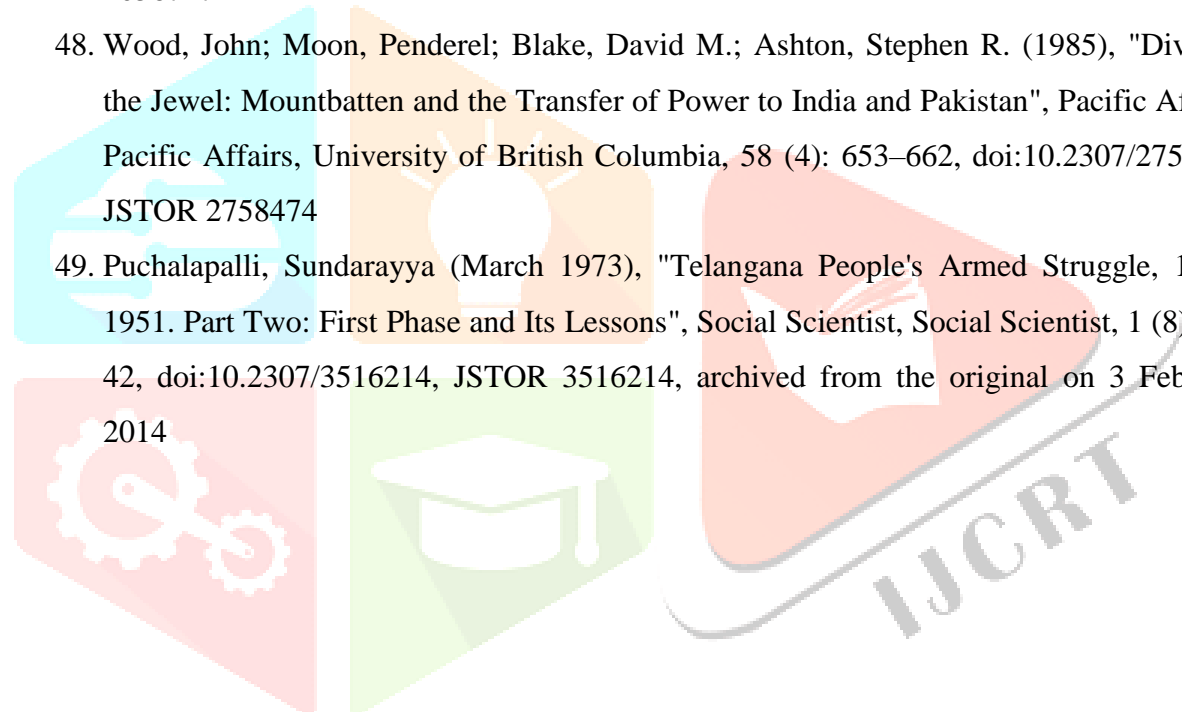 48. Wood, John; Moon, Penderel; Blake, David M.; Ashton, Stephen R. (1985), "Div
the Jewel: Mountbatten and the Transfer of Power to India and Pakistan", Pacific Af
Pacific Affairs, University of British Columbia, 58 (4): 653–662, doi:10.2307/275
JSTOR 2758474
49. Puchalapalli, Sundarayya (March 1973), "Telangana People's Armed Struggle, 1
1951. Part Two: First Phase and Its Lessons", Social Scientist, Social Scientist, 1 (8)
42, doi:10.2307/3516214, JSTOR 3516214, archived from the original on 3 Feb
2014
IJCRT